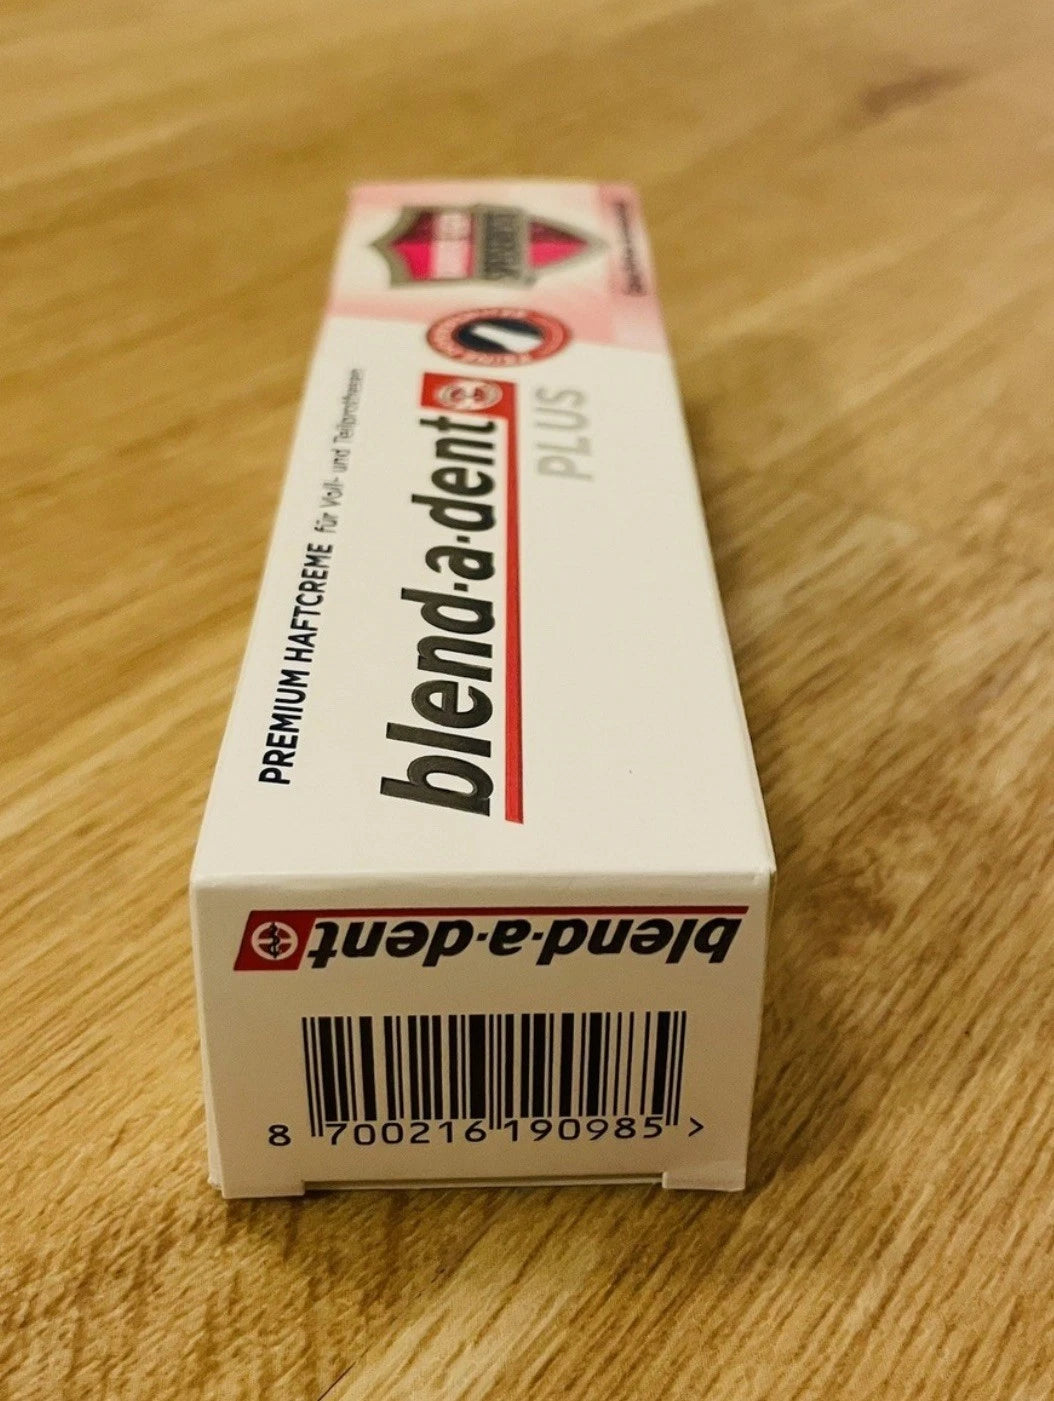 PREMIUM HAFTCREME für Voll- und Teilprothesen
blend·a·dent
PLUS
blend·a·dent
8 700216 190985 >